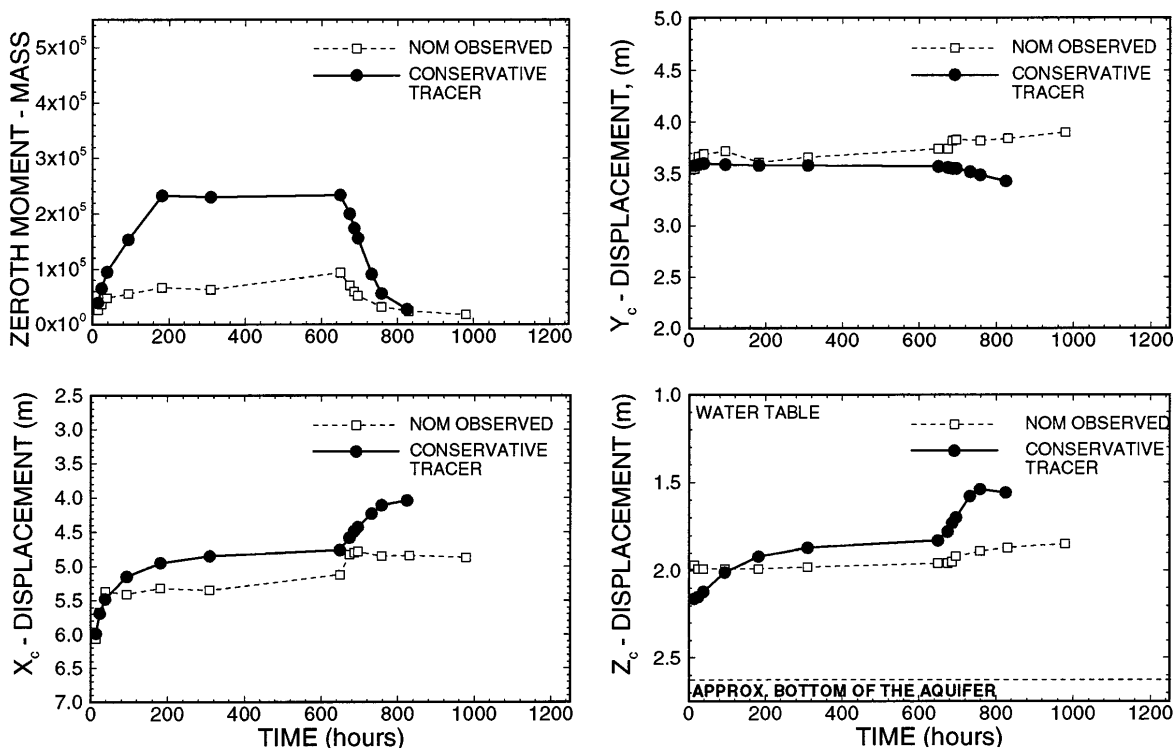 ZEROTH MOMENT - MASS
5x10⁵
4x10⁵
3x10⁵
2x10⁵
1x10⁵
0x10⁰
NOM OBSERVED
CONSERVATIVE
TRACER
0 200 400 600 800 1000 1200
Yc - DISPLACEMENT, (m)
5.0
4.5
4.0
3.5
3.0
2.5
2.0
NOM OBSERVED
CONSERVATIVE
TRACER
0 200 400 600 800 1000 1200
Xc - DISPLACEMENT (m)
2.5
3.0
3.5
4.0
4.5
5.0
5.5
6.0
6.5
7.0
NOM OBSERVED
CONSERVATIVE
TRACER
0 200 400 600 800 1000 1200
TIME (hours)
Zc - DISPLACEMENT (m)
1.0
1.5
2.0
2.5
WATER TABLE
NOM OBSERVED
CONSERVATIVE
TRACER
APPROX. BOTTOM OF THE AQUIFER
0 200 400 600 800 1000 1200
TIME (hours)